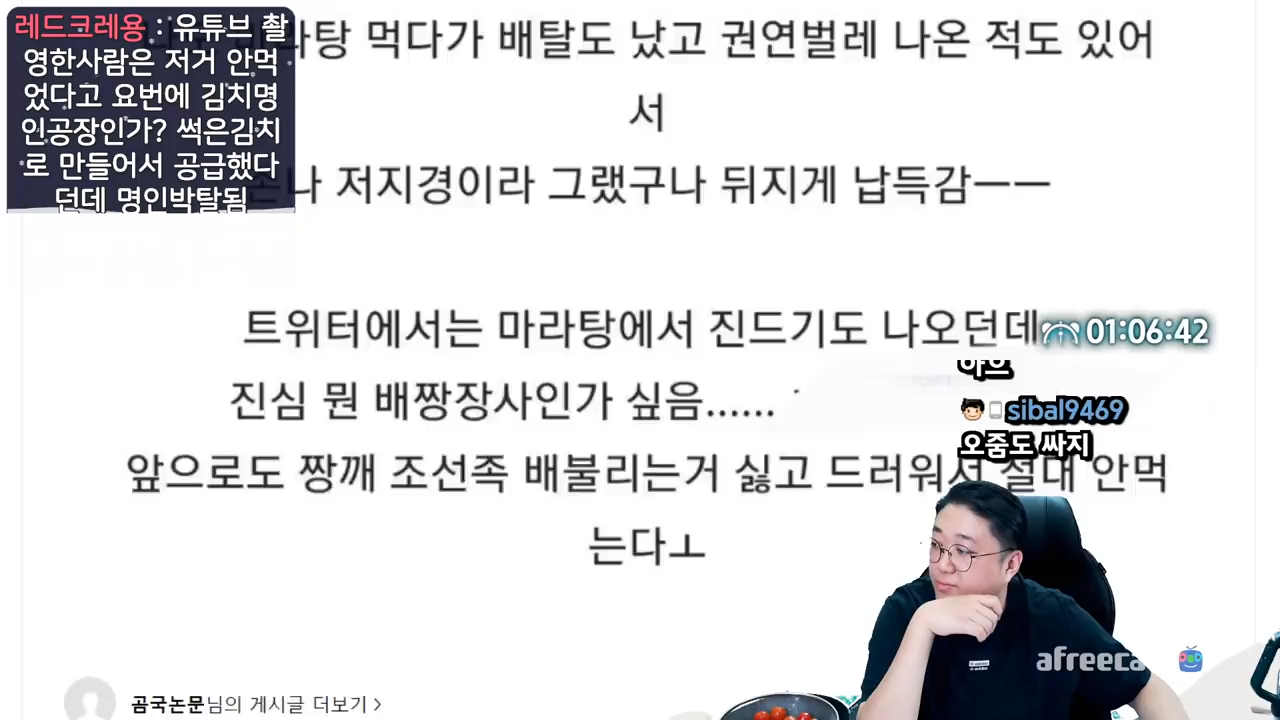 레드크레용 : 유튜브 촬
영한사람은 저거 안먹
었다고 요번에 김치명
인공장인가? 썩은김치
로 만들어서 공급했다
던데 명인박탈됨
먹다가 배탈도 났고 권연벌레 나온 적도 있어
서
저지경이라 그랬구나 뒤지게 납득감ㅡㅡ
트위터에서는 마라탕에서 진드기도 나오던데
01:06:42
진심 뭔 배짱장사인가 싶음......
sibal9469
오줌도 싸지
앞으로도 짱깨 조선족 배불리는거 싫고 드러워서 절대 안먹
는다ㅗ
afreeca
곰국논문님의 게시글 더보기 >